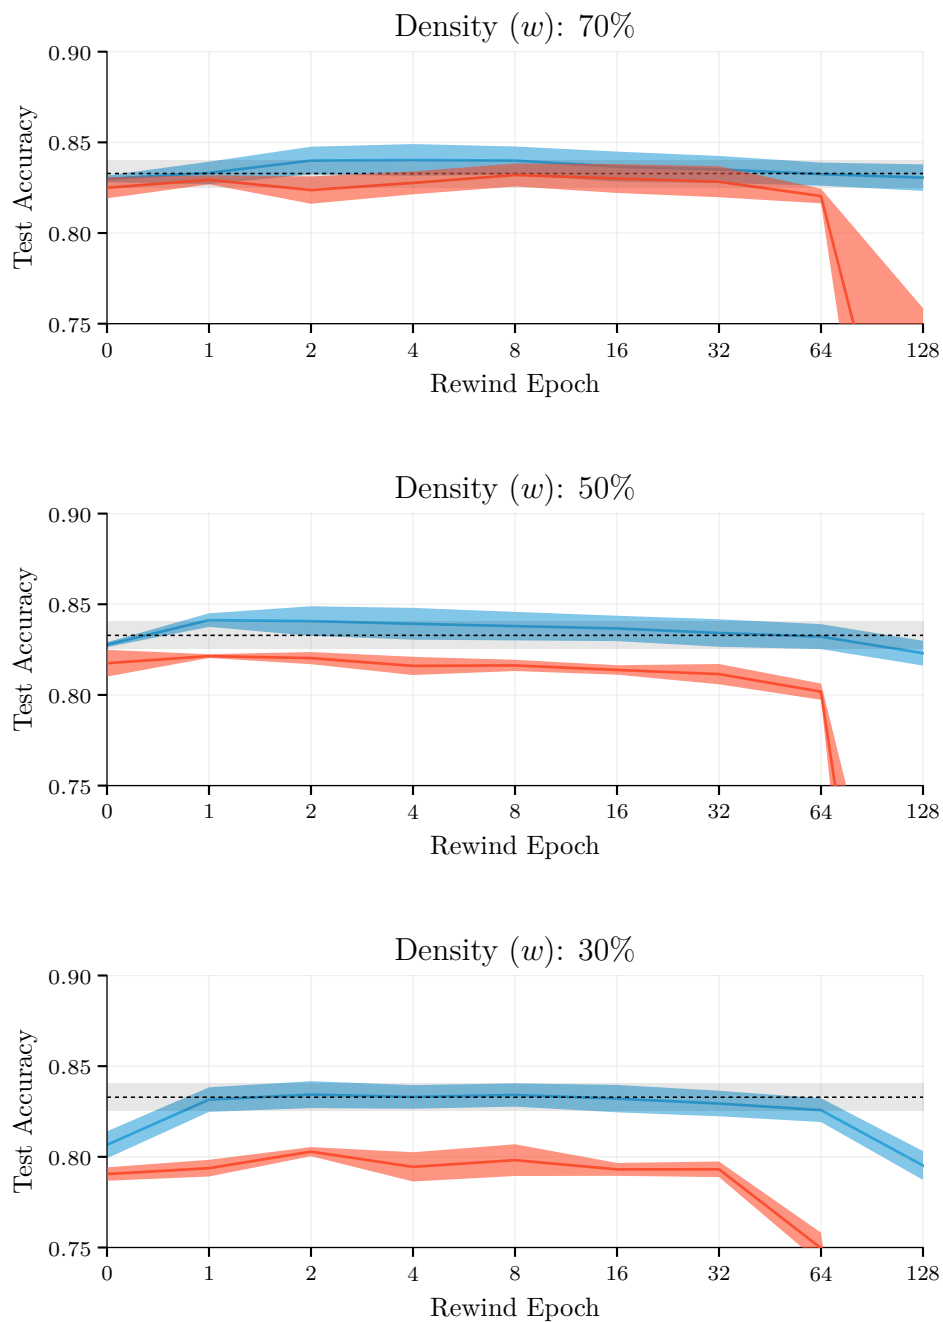 Density (w): 70%
0.90
0.85
0.80
0.75
Test Accuracy
0 1 2 4 8 16 32 64 128
Rewind Epoch
Density (w): 50%
0.90
0.85
0.80
0.75
Test Accuracy
0 1 2 4 8 16 32 64 128
Rewind Epoch
Density (w): 30%
0.90
0.85
0.80
0.75
Test Accuracy
0 1 2 4 8 16 32 64 128
Rewind Epoch